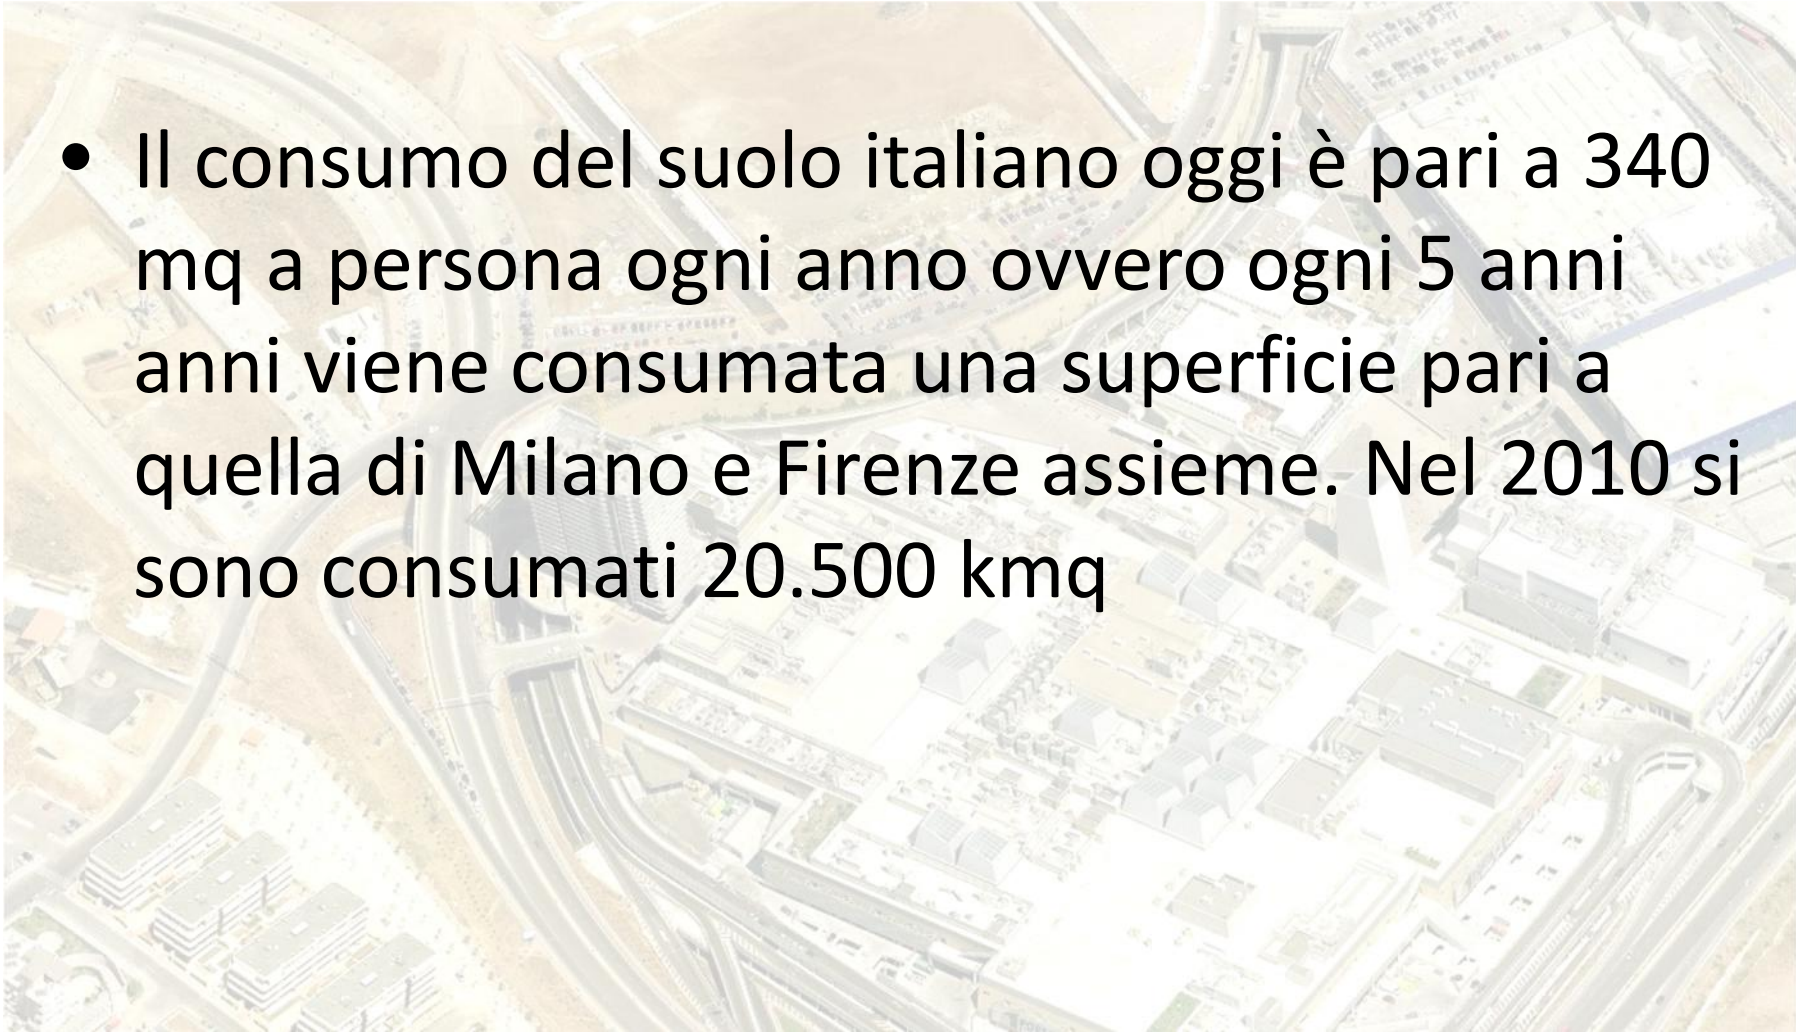 • Il consumo del suolo italiano oggi è pari a 340
mq a persona ogni anno ovvero ogni 5 anni
anni viene consumata una superficie pari a
quella di Milano e Firenze assieme. Nel 2010 si
sono consumati 20.500 kmq